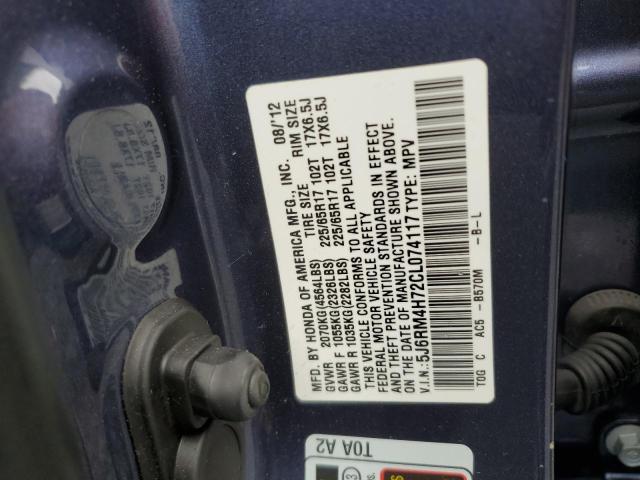 MFD. BY HONDA OF AMERICA MFG., INC. 08/'12
TIRE SIZE RIM SIZE
GVWR 2070KG(4564LBS)
GAWR F 1055KG(2326LBS) 225/65R17 102T 17X6.5J
GAWR R 1035KG(2282LBS) 225/65R17 102T 17X6.5J
THIS VEHICLE CONFORMS TO ALL APPLICABLE
FEDERAL MOTOR VEHICLE SAFETY
AND THEFT PREVENTION STANDARDS IN EFFECT
ON THE DATE OF MANUFACTURE SHOWN ABOVE.
V.I.N:5J6RM4H72CL074117TYPE: MPV
T0G C AC5 -B570M -B-L
T0A A2